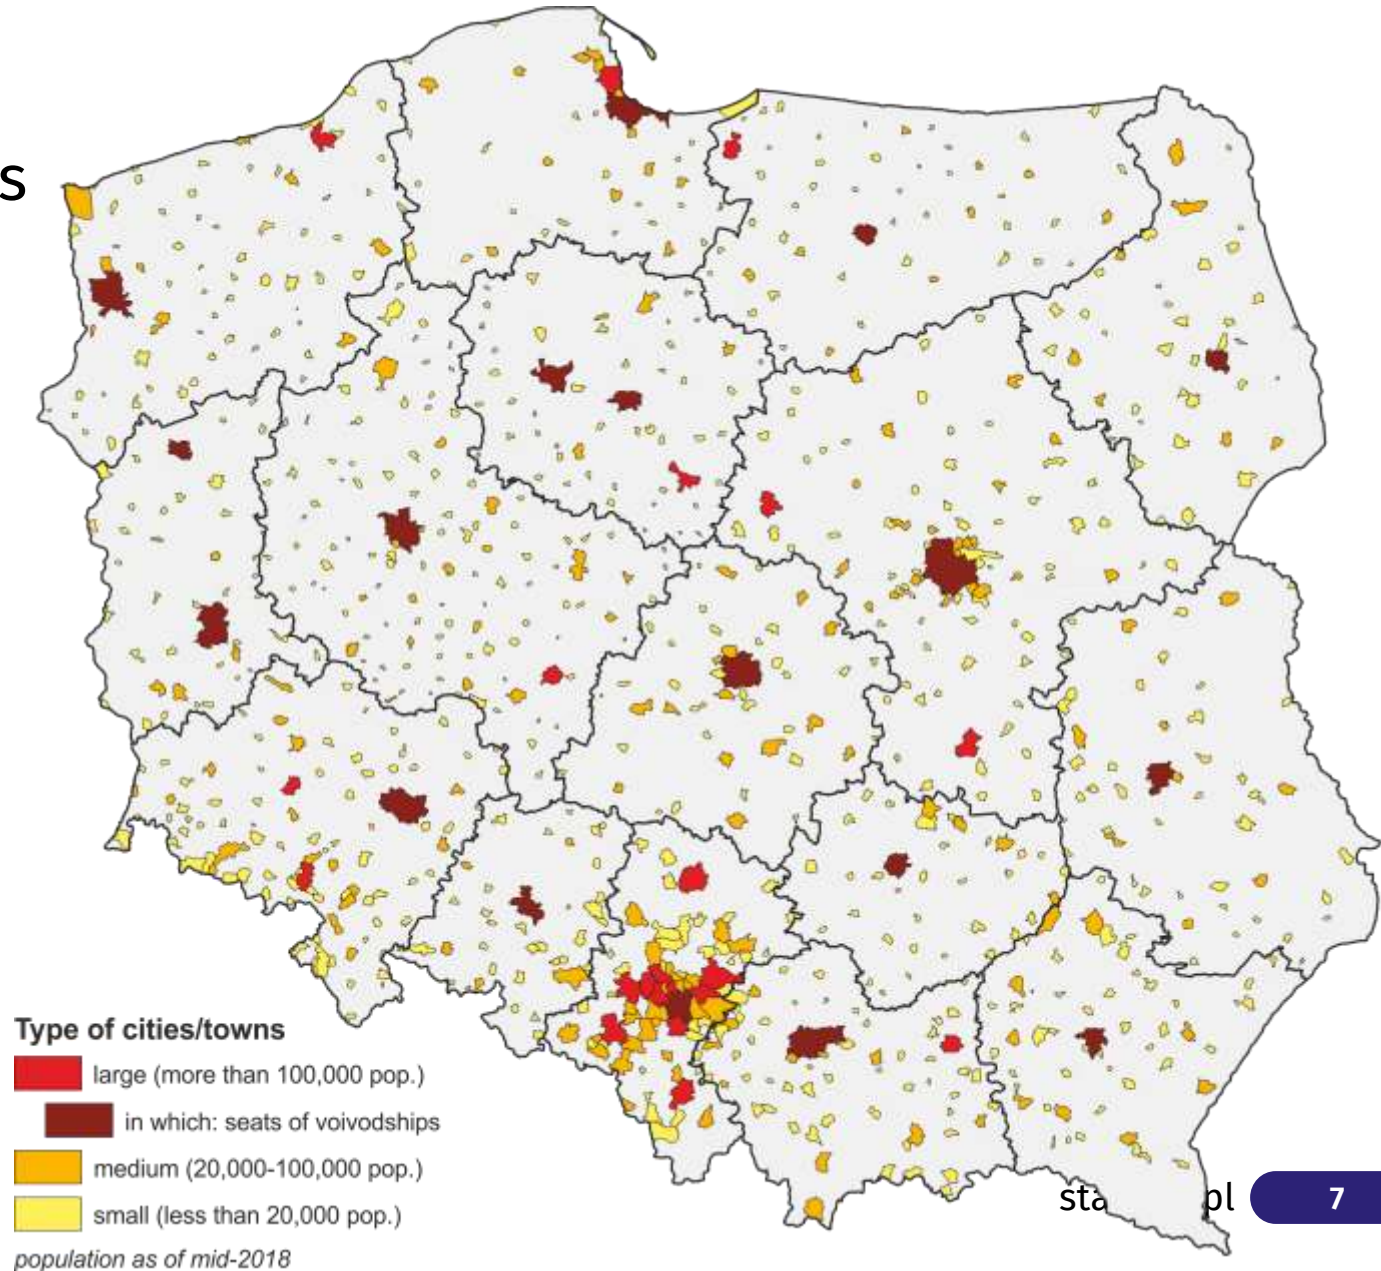 s
Type of cities/towns
large (more than 100,000 pop.)
in which: seats of voivodships
medium (20,000-100,000 pop.)
small (less than 20,000 pop.)
population as of mid-2018
7